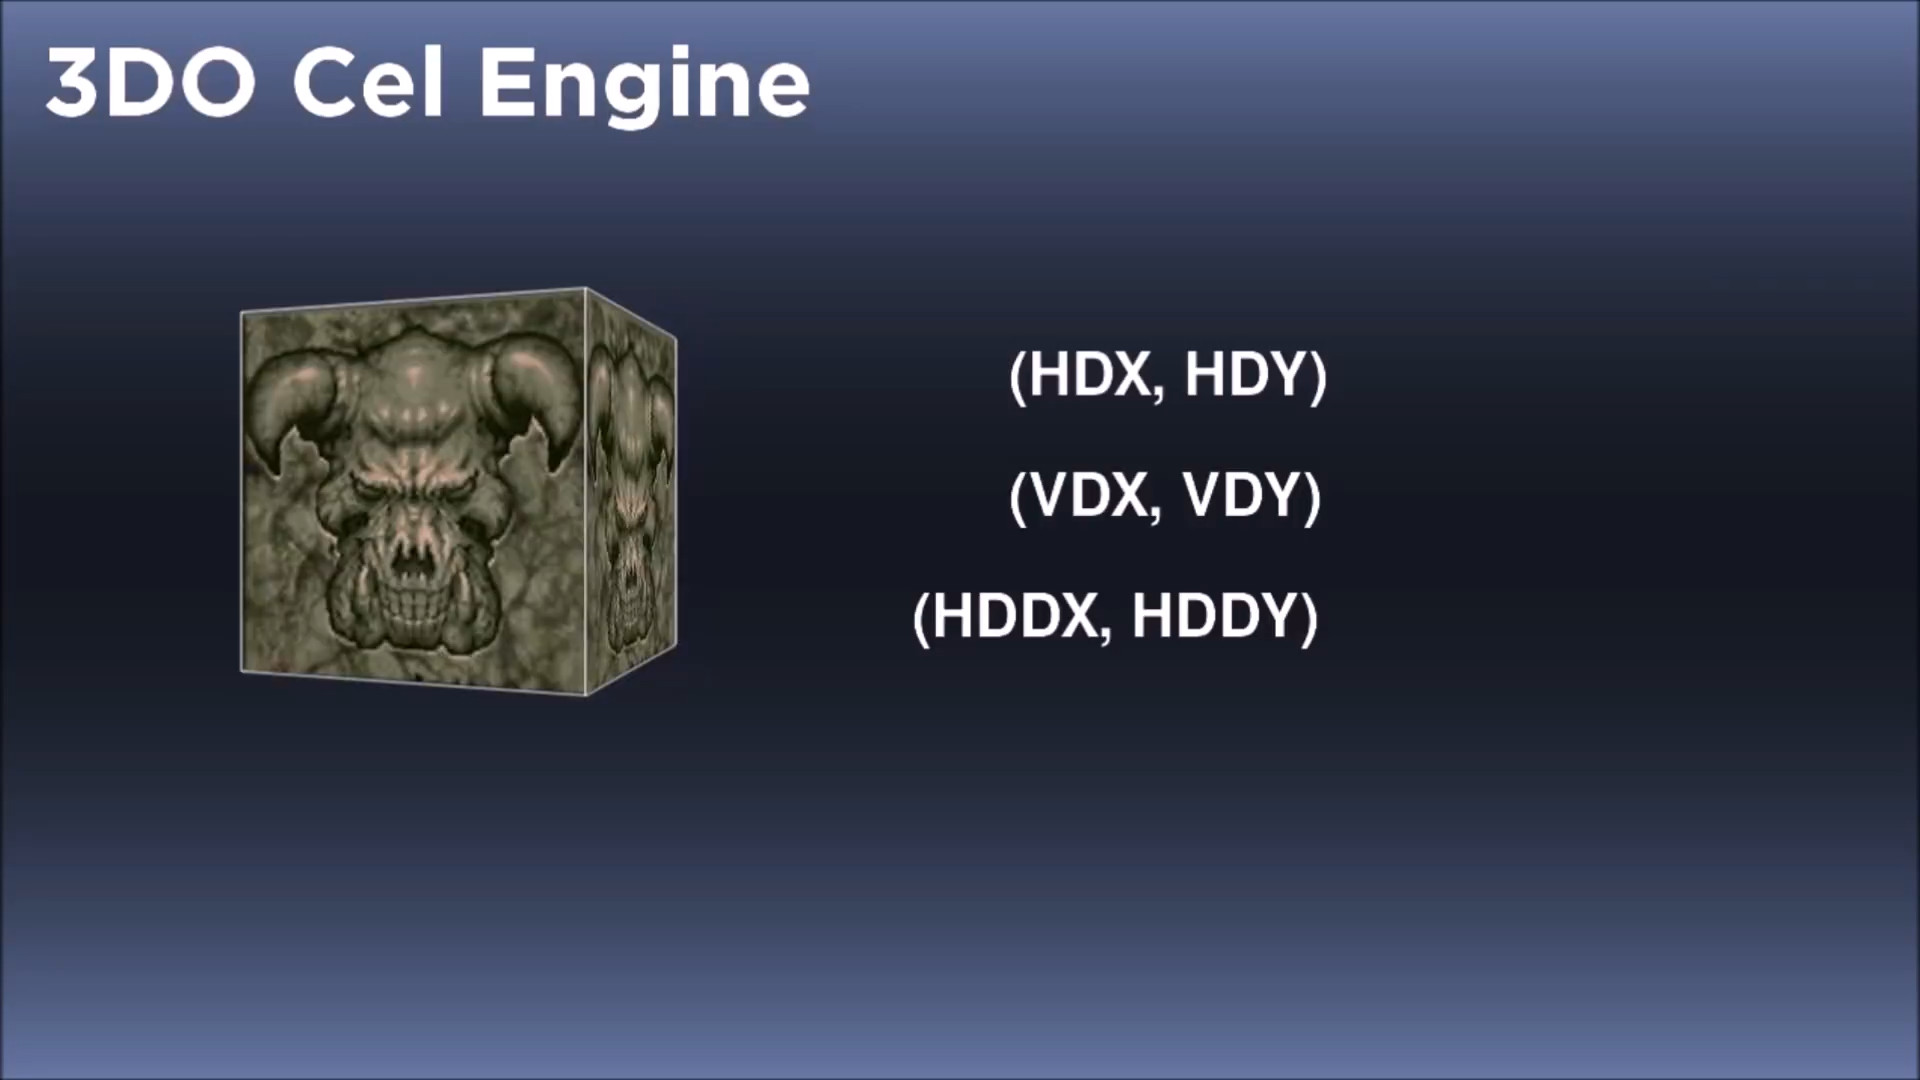 3DO Cel Engine
(HDX, HDY)
(VDX, VDY)
(HDDX, HDDY)